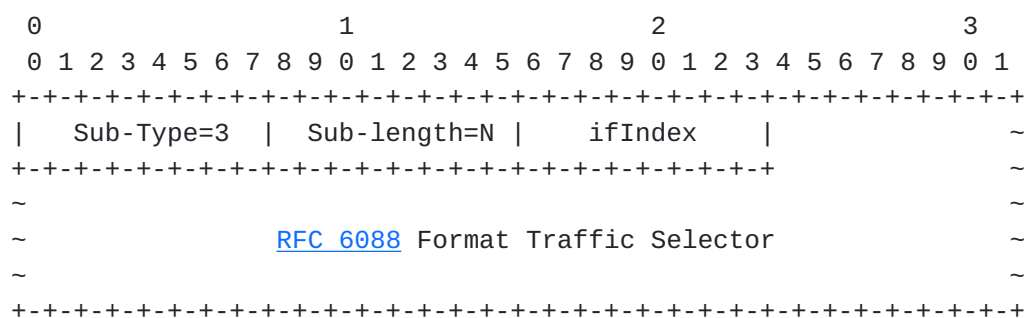 0                   1                   2                   3
 0 1 2 3 4 5 6 7 8 9 0 1 2 3 4 5 6 7 8 9 0 1 2 3 4 5 6 7 8 9 0 1
+-+-+-+-+-+-+-+-+-+-+-+-+-+-+-+-+-+-+-+-+-+-+-+-+-+-+-+-+-+-+-+-+
|   Sub-Type=3  | Sub-length=N |    ifIndex    |               ~
+-+-+-+-+-+-+-+-+-+-+-+-+-+-+-+-+-+-+-+-+-+-+-+-+               ~
~                                                               ~
~                RFC 6088 Format Traffic Selector               ~
~                                                               ~
+-+-+-+-+-+-+-+-+-+-+-+-+-+-+-+-+-+-+-+-+-+-+-+-+-+-+-+-+-+-+-+-+